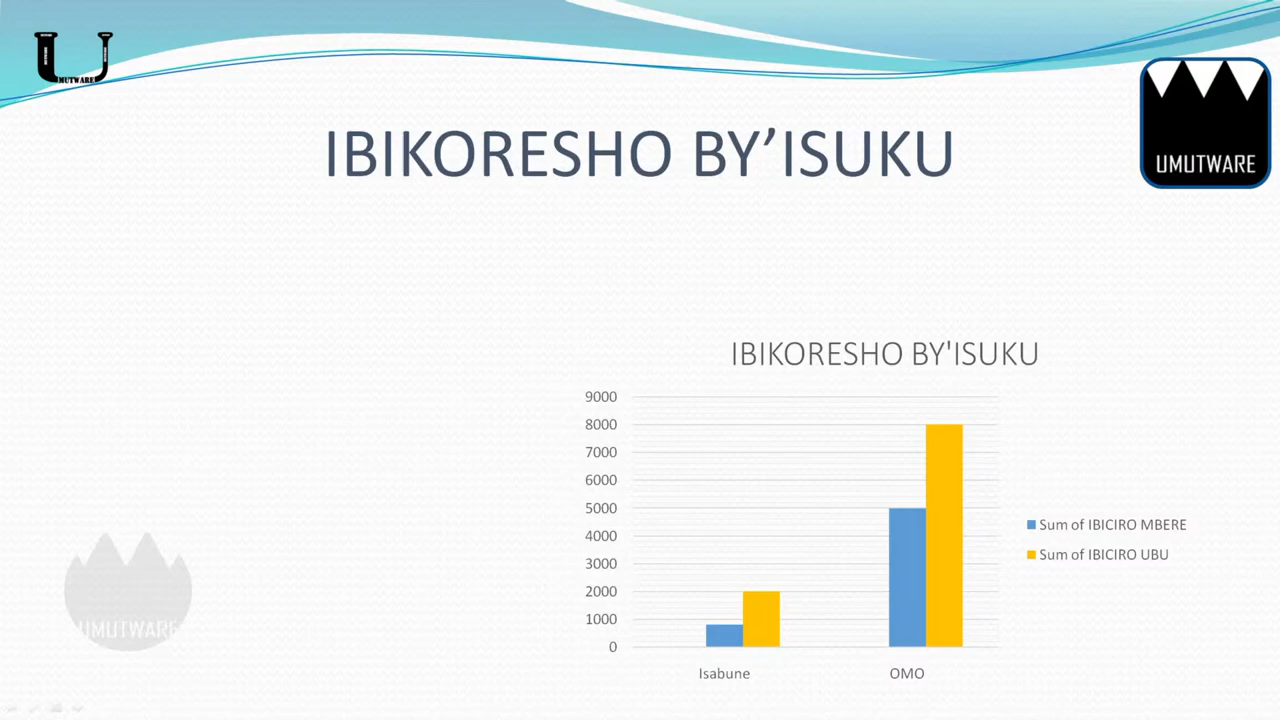 UMUTWARE
IBIKORESHO BY’ISUKU
UMUTWARE
IBIKORESHO BY'ISUKU
9000
8000
7000
6000
5000
4000
3000
2000
1000
0
Isabune
OMO
Sum of IBICIRO MBERE
Sum of IBICIRO UBU
UMUTWARE